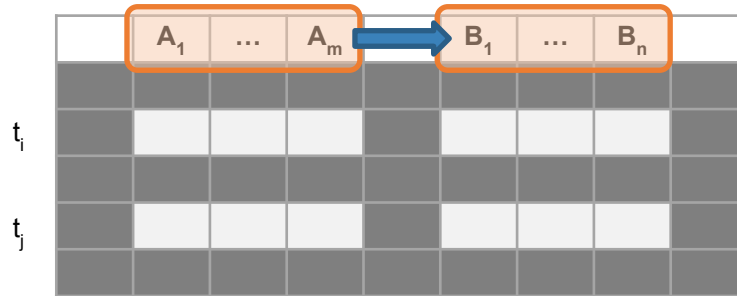 A₁ … Aₘ B₁ … Bₙ
tᵢ
tⱼ